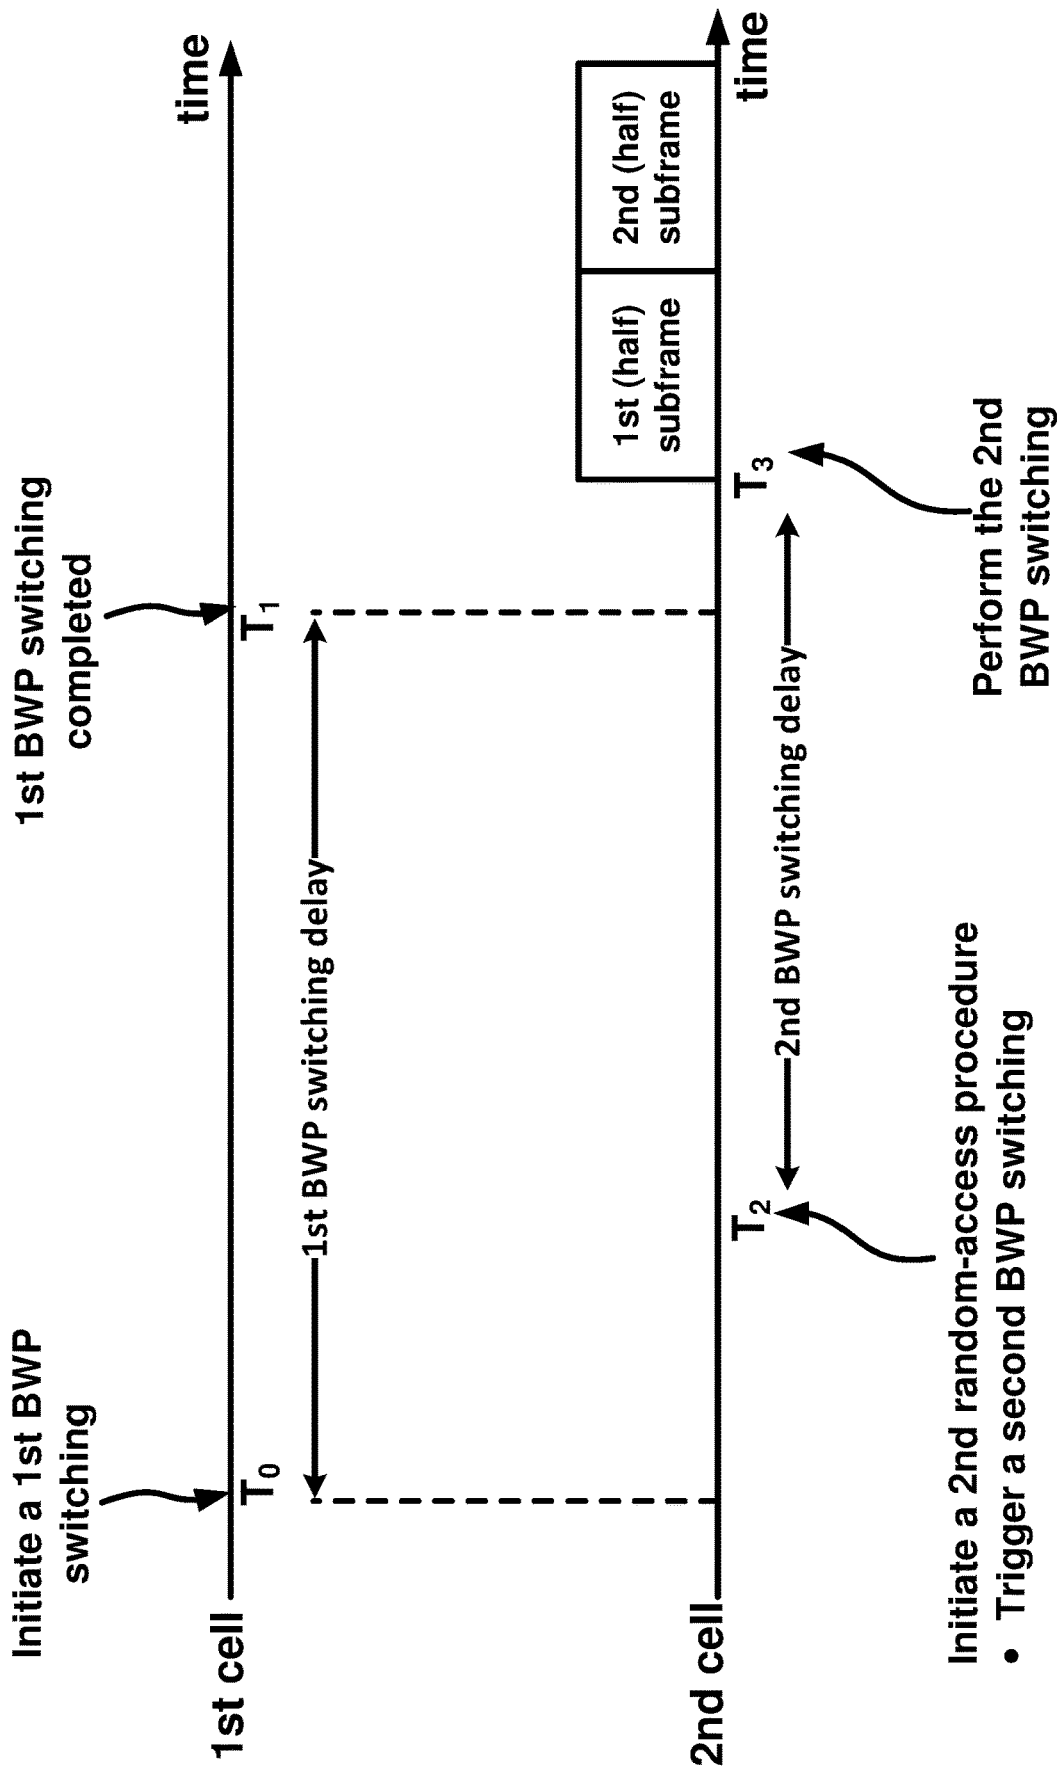 Initiate a 1st BWP
switching
1st BWP switching
completed
1st cell
T0
T1
time
1st BWP switching delay
1st (half)
subframe
2nd (half)
subframe
2nd cell
T2
T3
time
2nd BWP switching delay
Initiate a 2nd random-access procedure
• Trigger a second BWP switching
Perform the 2nd
BWP switching